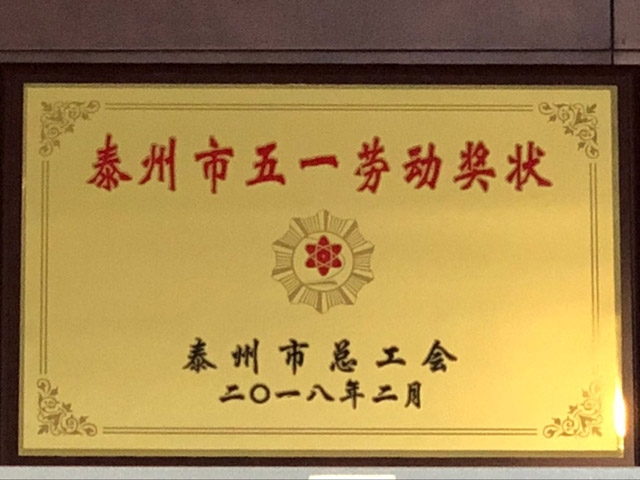 泰州市五一劳动奖状
泰州市总工会
二〇一八年二月